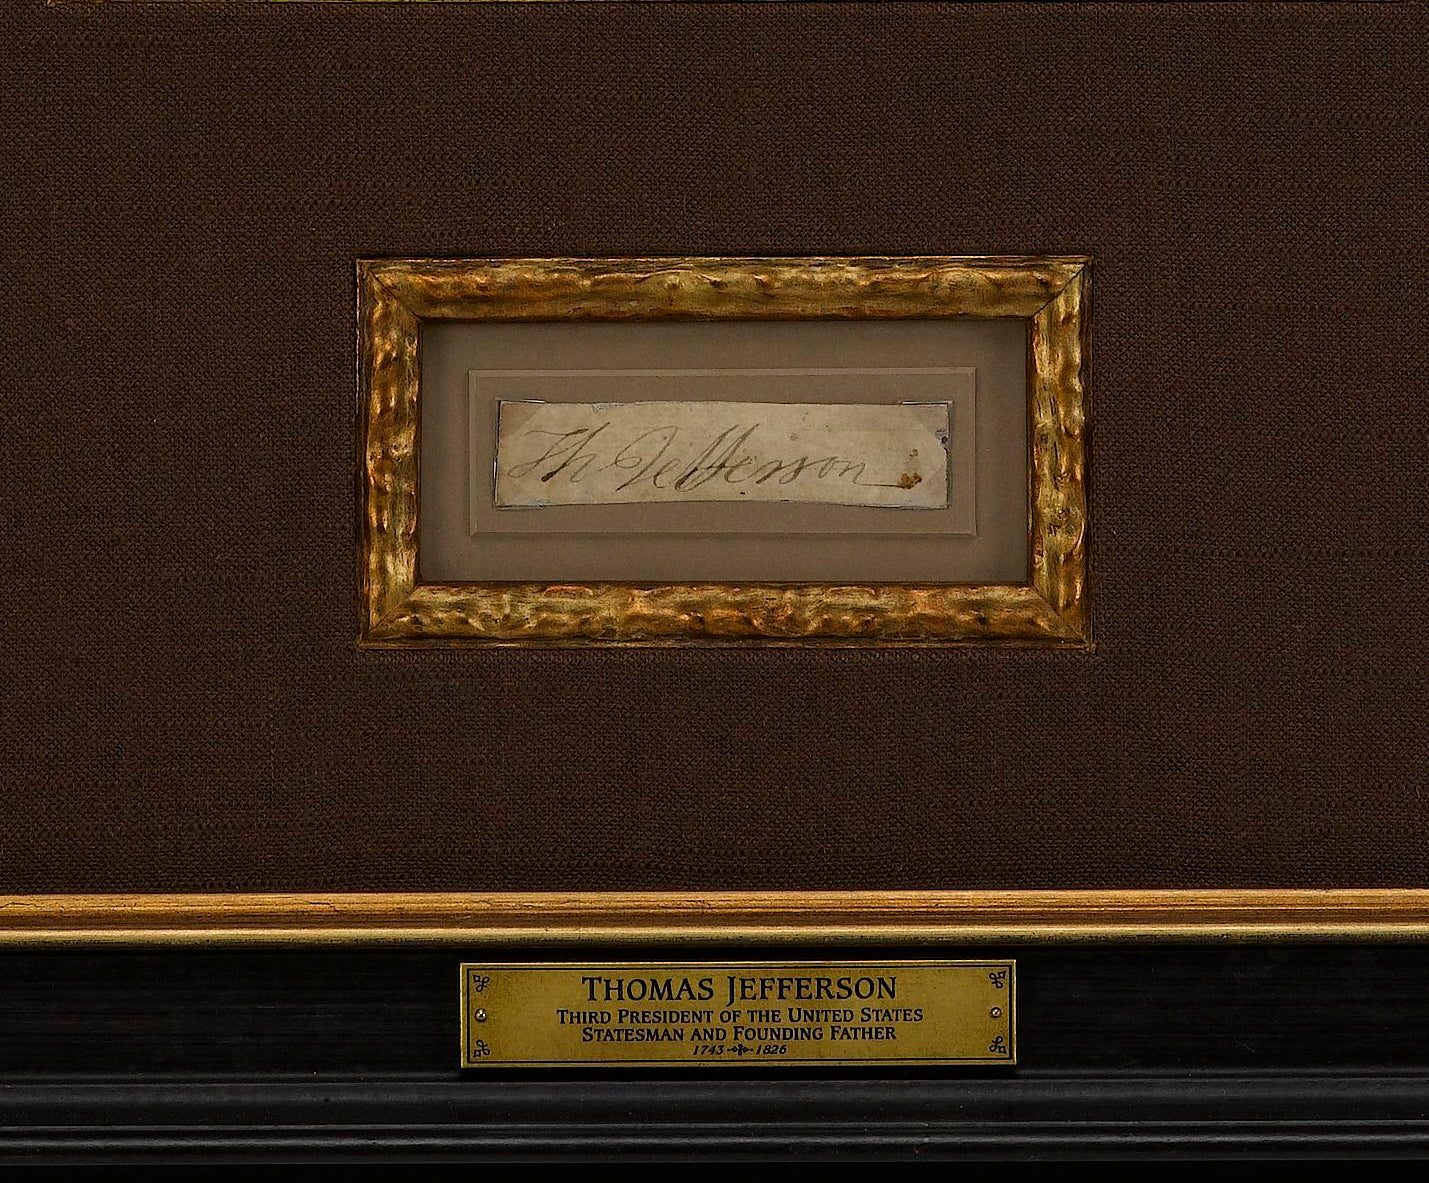 Th Jefferson
THOMAS JEFFERSON
THIRD PRESIDENT OF THE UNITED STATES
STATESMAN AND FOUNDING FATHER
1743 - 1826